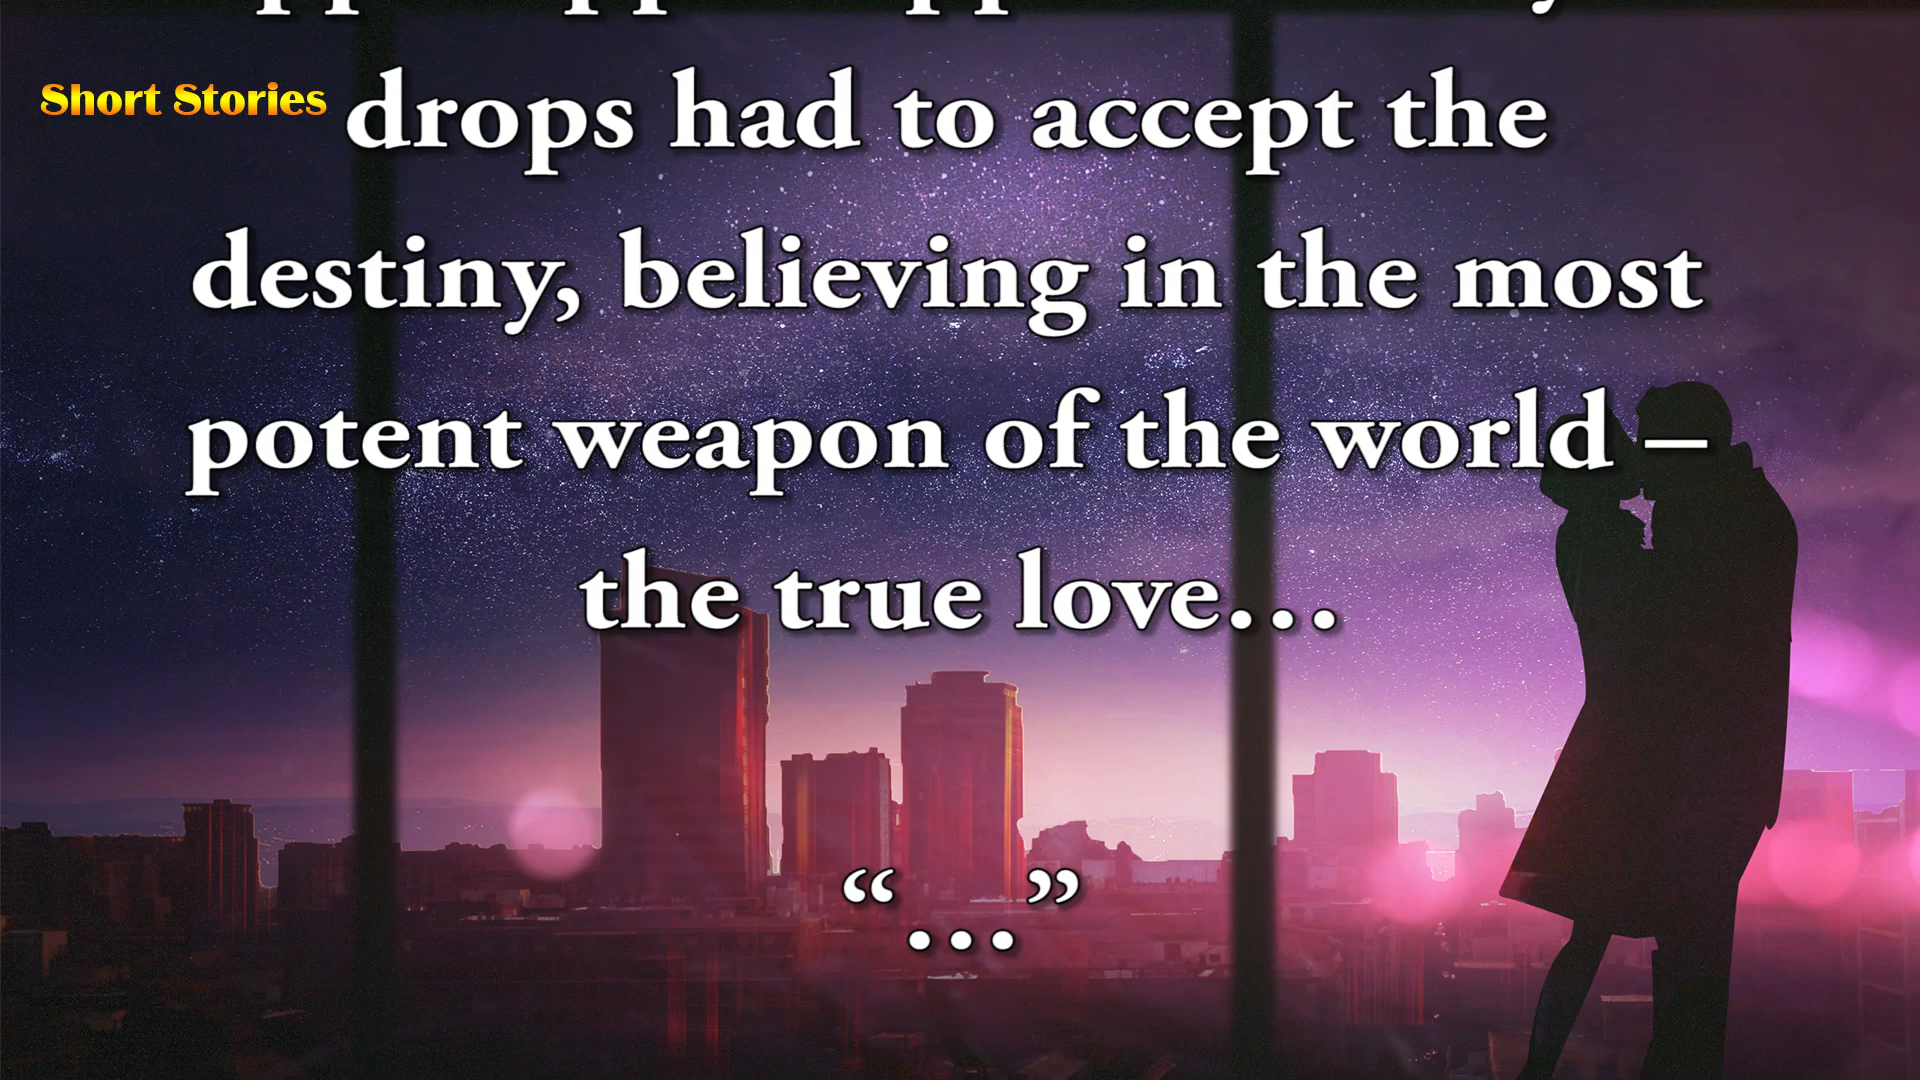 Short Stories
drops had to accept the
destiny, believing in the most
potent weapon of the world –
the true love…
“…”